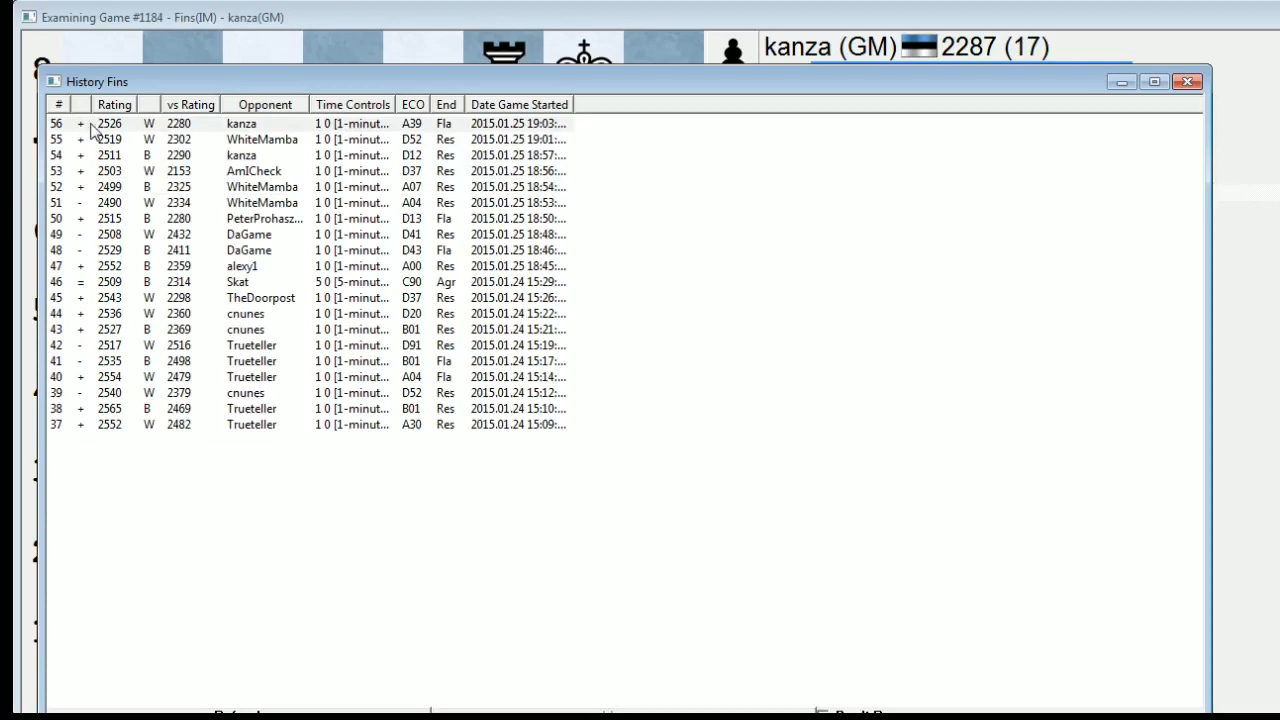 Examining Game #1184 - Fins(IM) - kanza(GM)
kanza (GM) 2287 (17)
History Fins
# Rating vs Rating Opponent Time Controls ECO End Date Game Started
56 + 2526 W 2280 kanza 1 0 [1-minut... A39 Fla 2015.01.25 19:03:...
55 + 2519 W 2302 WhiteMamba 1 0 [1-minut... D52 Res 2015.01.25 19:01:...
54 + 2511 B 2290 kanza 1 0 [1-minut... D12 Res 2015.01.25 18:57:...
53 + 2503 W 2153 AmICheck 1 0 [1-minut... D37 Res 2015.01.25 18:56:...
52 + 2499 B 2325 WhiteMamba 1 0 [1-minut... A07 Res 2015.01.25 18:54:...
51 - 2490 W 2334 WhiteMamba 1 0 [1-minut... A04 Res 2015.01.25 18:53:...
50 + 2515 B 2280 PeterProhasz... 1 0 [1-minut... D13 Fla 2015.01.25 18:50:...
49 - 2508 W 2432 DaGame 1 0 [1-minut... D41 Res 2015.01.25 18:48:...
48 - 2529 B 2411 DaGame 1 0 [1-minut... D43 Fla 2015.01.25 18:46:...
47 + 2552 B 2359 alexy1 1 0 [1-minut... A00 Res 2015.01.25 18:45:...
46 = 2509 B 2314 Skat 5 0 [5-minut... C90 Agr 2015.01.24 15:29:...
45 + 2543 W 2298 TheDoorpost 1 0 [1-minut... D37 Res 2015.01.24 15:26:...
44 + 2536 W 2360 cnunes 1 0 [1-minut... D20 Res 2015.01.24 15:22:...
43 + 2527 B 2369 cnunes 1 0 [1-minut... B01 Res 2015.01.24 15:21:...
42 - 2517 W 2516 Trueteller 1 0 [1-minut... D91 Res 2015.01.24 15:19:...
41 - 2535 B 2498 Trueteller 1 0 [1-minut... B01 Fla 2015.01.24 15:17:...
40 + 2554 W 2479 Trueteller 1 0 [1-minut... A04 Fla 2015.01.24 15:14:...
39 - 2540 W 2379 cnunes 1 0 [1-minut... D52 Res 2015.01.24 15:12:...
38 + 2565 B 2469 Trueteller 1 0 [1-minut... B01 Res 2015.01.24 15:10:...
37 + 2552 W 2482 Trueteller 1 0 [1-minut... A30 Res 2015.01.24 15:09:...